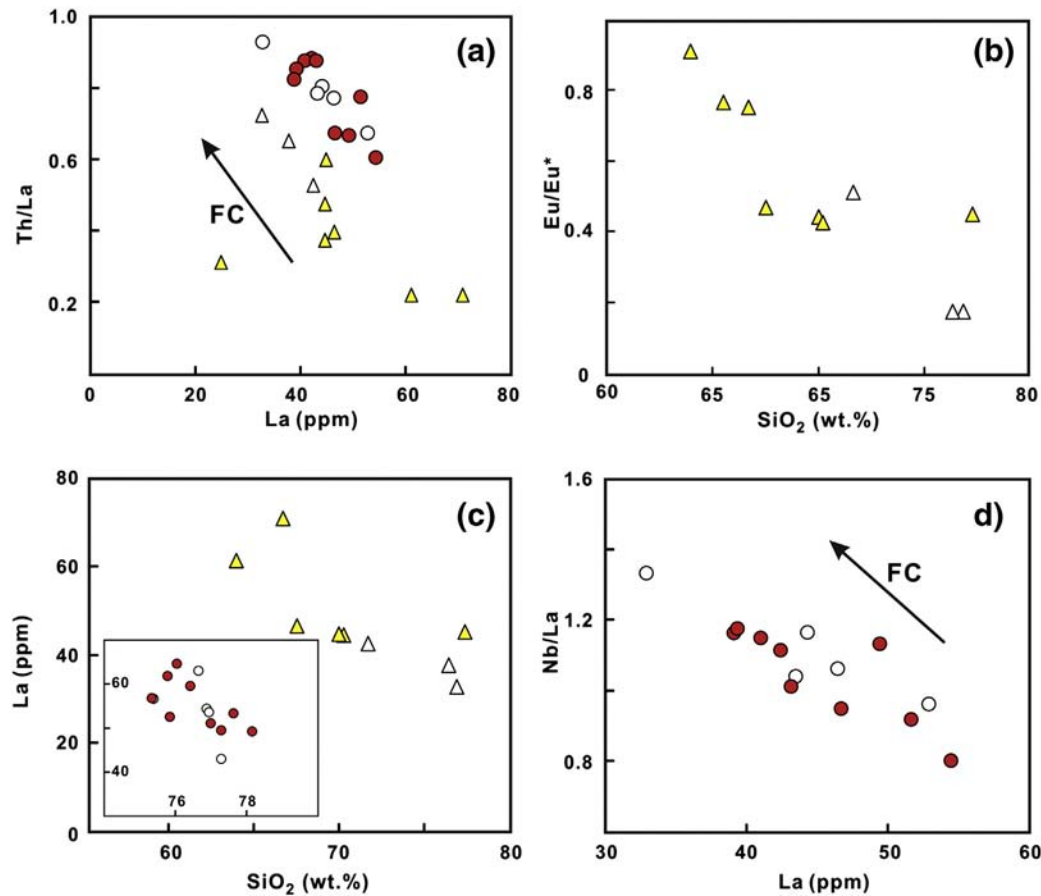 1.0
(a)
0.6
Th/La
FC
0.2
0 20 40 60 80
La (ppm)
(b)
0.8
Eu/Eu*
0.4
0
60 65 65 75 80
SiO₂ (wt.%)
80
(c)
60
La (ppm)
40
60
40
76 78
20
0
60 70 80
SiO₂ (wt.%)
1.6
(d)
FC
1.2
Nb/La
0.8
30 40 50 60
La (ppm)